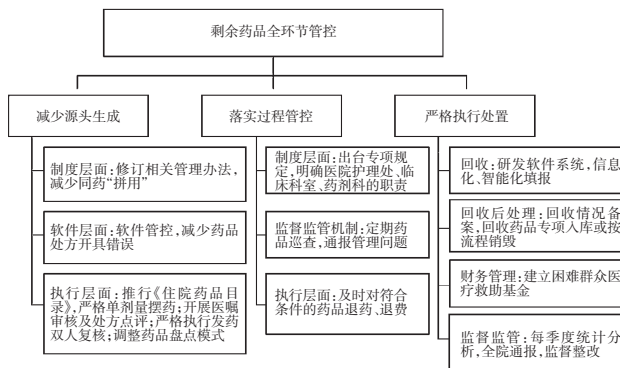 剩余药品全环节管控
减少源头生成
落实过程管控
严格执行处置
制度层面:修订相关管理办法,
减少同药“拼用”
软件层面:软件管控,减少药品
处方开具错误
执行层面:推行《住院药品目
录》,严格单剂量摆药;开展医嘱
审核及处方点评;严格执行发药
双人复核;调整药品盘点模式
制度层面:出台专项规
定,明确医院护理处、临
床科室、药剂科的职责
监督监管机制:定期药
品巡查,通报管理问题
执行层面:及时对符合
条件的药品退药、退费
回收:研发软件系统,信息
化、智能化填报
回收后处理:回收情况备
案,回收药品专项入库或按
流程销毁
财务管理:建立困难群众医
疗救助基金
监督监管:每季度统计分
析,全院通报,监督整改